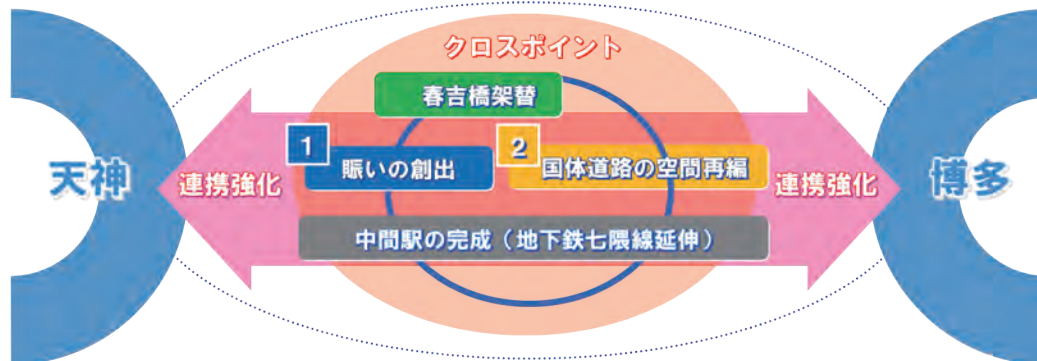 クロスポイント
春吉橋架替
1
賑いの創出
2
国体道路の空間再編
天神
連携強化
連携強化
博多
中間駅の完成（地下鉄七隈線延伸）